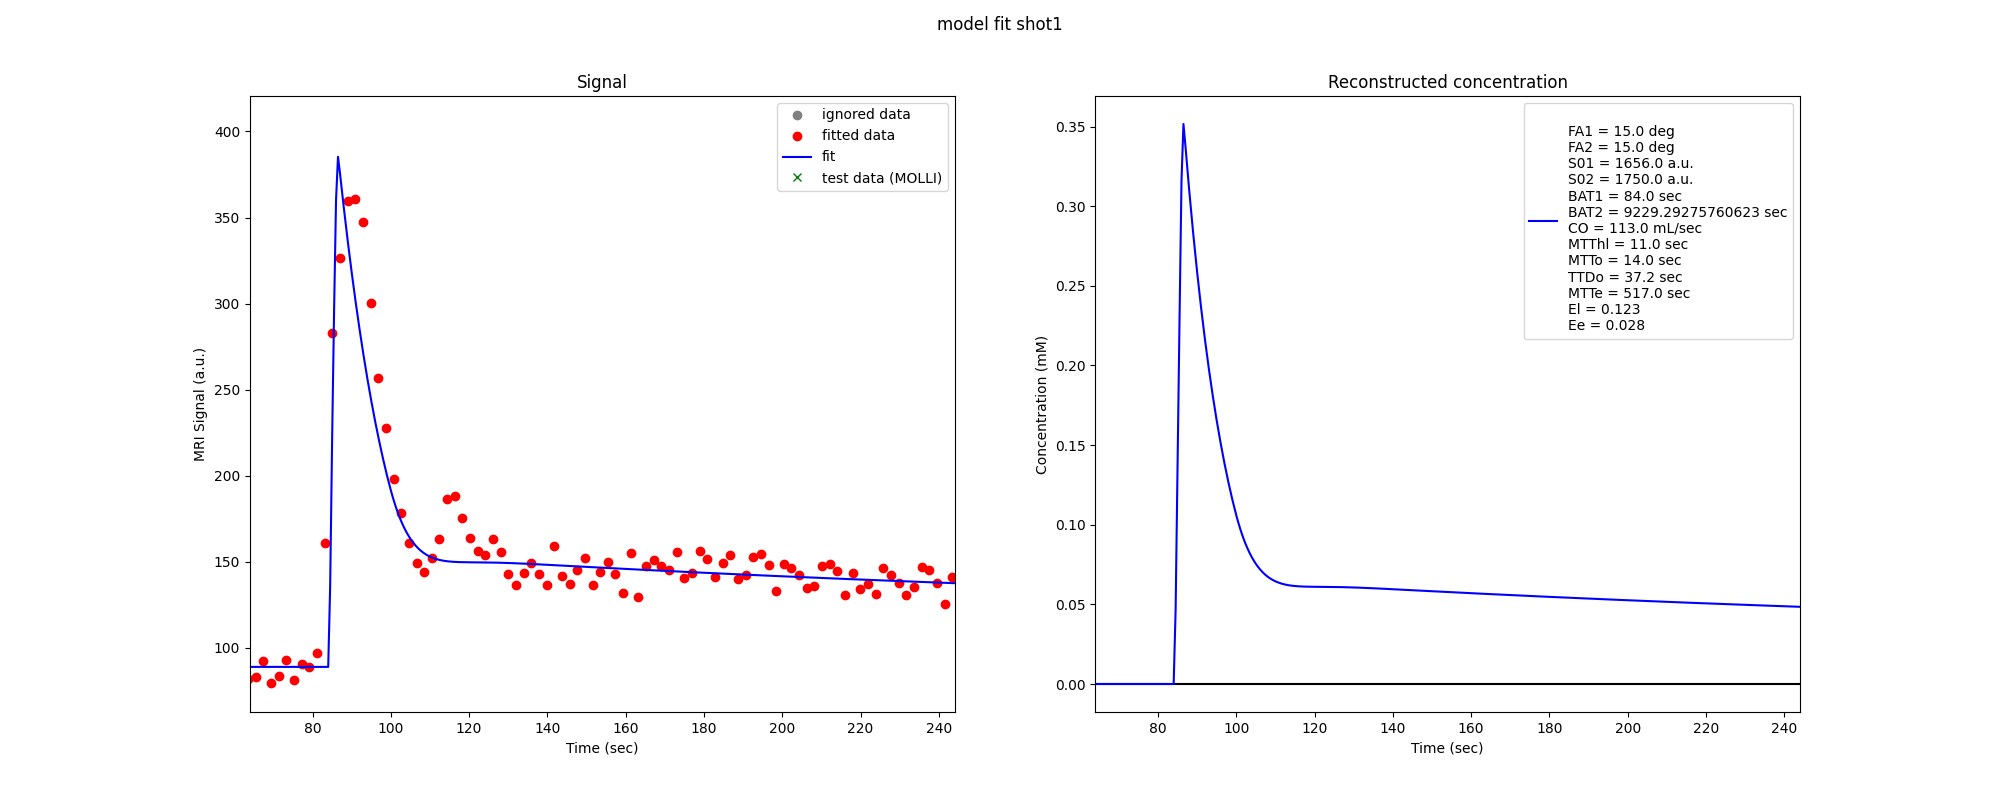 model fit shot1
Signal
400
350
300
250
200
150
100
MRI Signal (a.u.)
80 100 120 140 160 180 200 220 240
Time (sec)
ignored data
fitted data
fit
test data (MOLLI)
Reconstructed concentration
0.35
0.30
0.25
0.20
0.15
0.10
0.05
0.00
Concentration (mM)
80 100 120 140 160 180 200 220 240
Time (sec)
FA1 = 15.0 deg
FA2 = 15.0 deg
S01 = 1656.0 a.u.
S02 = 1750.0 a.u.
BAT1 = 84.0 sec
BAT2 = 9229.29275760623 sec
CO = 113.0 mL/sec
MTThl = 11.0 sec
MTTo = 14.0 sec
TTDo = 37.2 sec
MTTe = 517.0 sec
El = 0.123
Ee = 0.028